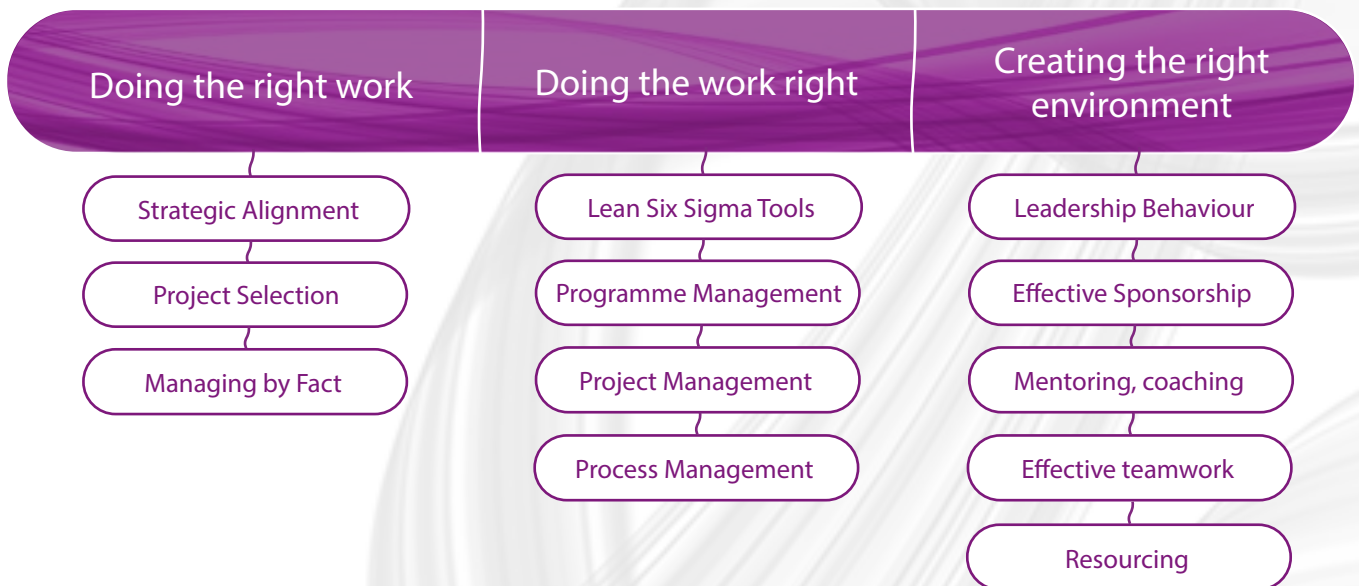 Doing the right work
Strategic Alignment
Project Selection
Managing by Fact
Doing the work right
Lean Six Sigma Tools
Programme Management
Project Management
Process Management
Creating the right
environment
Leadership Behaviour
Effective Sponsorship
Mentoring, coaching
Effective teamwork
Resourcing